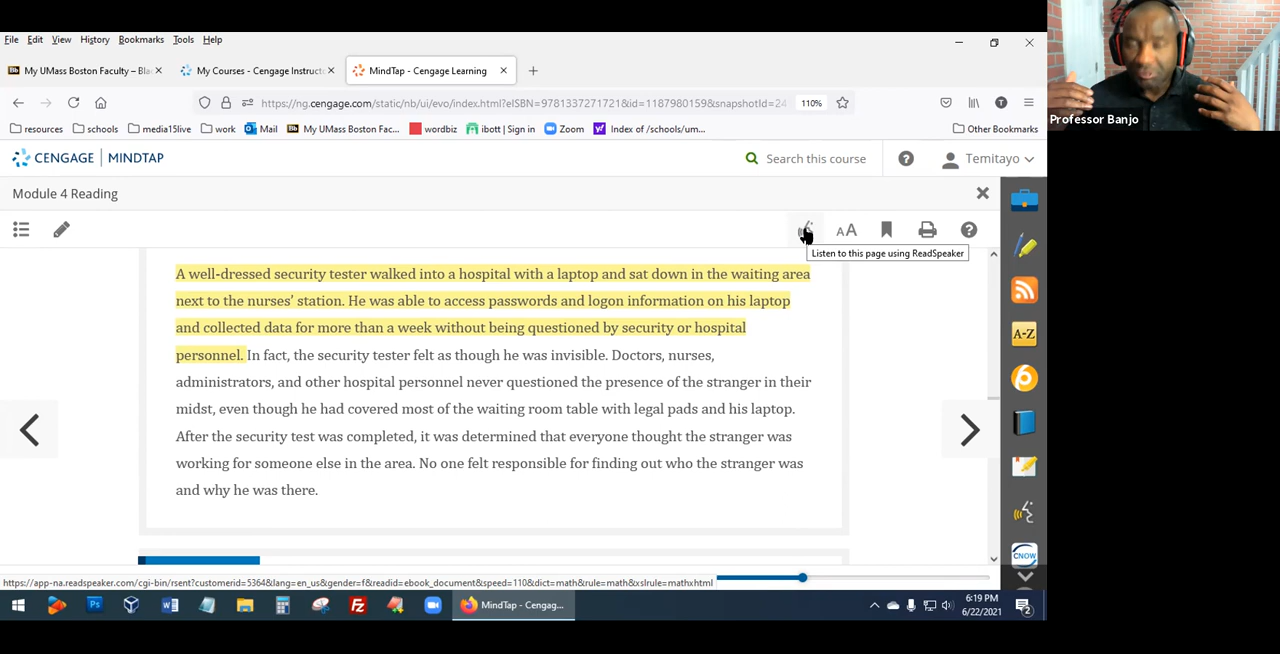 File Edit View History Bookmarks Tools Help
My UMass Boston Faculty – Bla
My Courses - Cengage Instruct
MindTap - Cengage Learning
https://ng.cengage.com/static/nb/ui/evo/index.html?eISBN=9781337271721&id=1187980159&snapshotId=24
110%
resources schools media15live work Mail My UMass Boston Fac... wordbiz ibott | Sign in Zoom Index of /schools/um... Other Bookmarks
CENGAGE | MINDTAP
Search this course
Temitayo
Module 4 Reading
AA
Listen to this page using ReadSpeaker
A well-dressed security tester walked into a hospital with a laptop and sat down in the waiting area
next to the nurses’ station. He was able to access passwords and logon information on his laptop
and collected data for more than a week without being questioned by security or hospital
personnel. In fact, the security tester felt as though he was invisible. Doctors, nurses,
administrators, and other hospital personnel never questioned the presence of the stranger in their
midst, even though he had covered most of the waiting room table with legal pads and his laptop.
After the security test was completed, it was determined that everyone thought the stranger was
working for someone else in the area. No one felt responsible for finding out who the stranger was
and why he was there.
https://app-na.readspeaker.com/cgi-bin/rsent?customerid=5364&lang=en_us&gender=f&readid=ebook_document&speed=110&dict=math&rule=math&xslrule=mathxhtml
A-Z
CNOW
MindTap - Cengag...
6:19 PM
6/22/2021
2
Professor Banjo